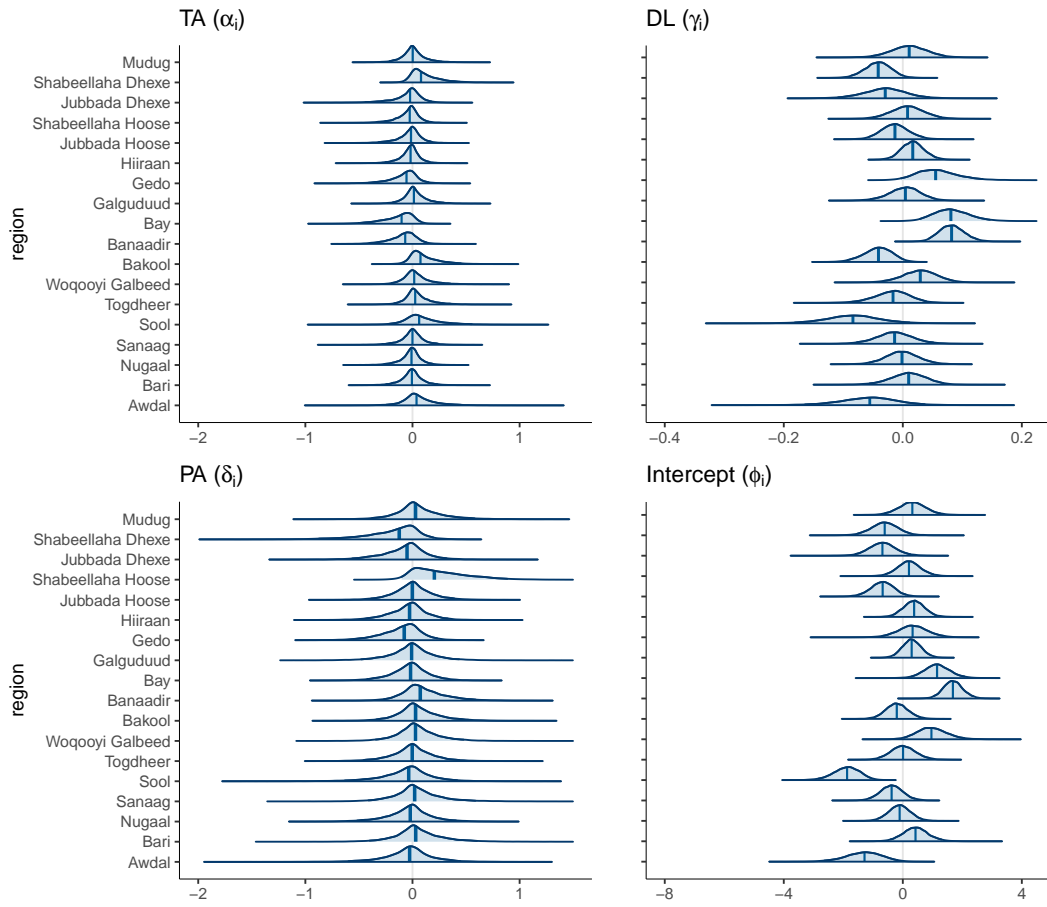 TA (αᵢ)
DL (γᵢ)
region
Mudug
Shabeellaha Dhexe
Jubbada Dhexe
Shabeellaha Hoose
Jubbada Hoose
Hiiraan
Gedo
Galguduud
Bay
Banaadir
Bakool
Woqooyi Galbeed
Togdheer
Sool
Sanaag
Nugaal
Bari
Awdal
−2 −1 0 1
−0.4 −0.2 0.0 0.2
PA (δᵢ)
Intercept (ϕᵢ)
region
Mudug
Shabeellaha Dhexe
Jubbada Dhexe
Shabeellaha Hoose
Jubbada Hoose
Hiiraan
Gedo
Galguduud
Bay
Banaadir
Bakool
Woqooyi Galbeed
Togdheer
Sool
Sanaag
Nugaal
Bari
Awdal
−2 −1 0 1
−8 −4 0 4